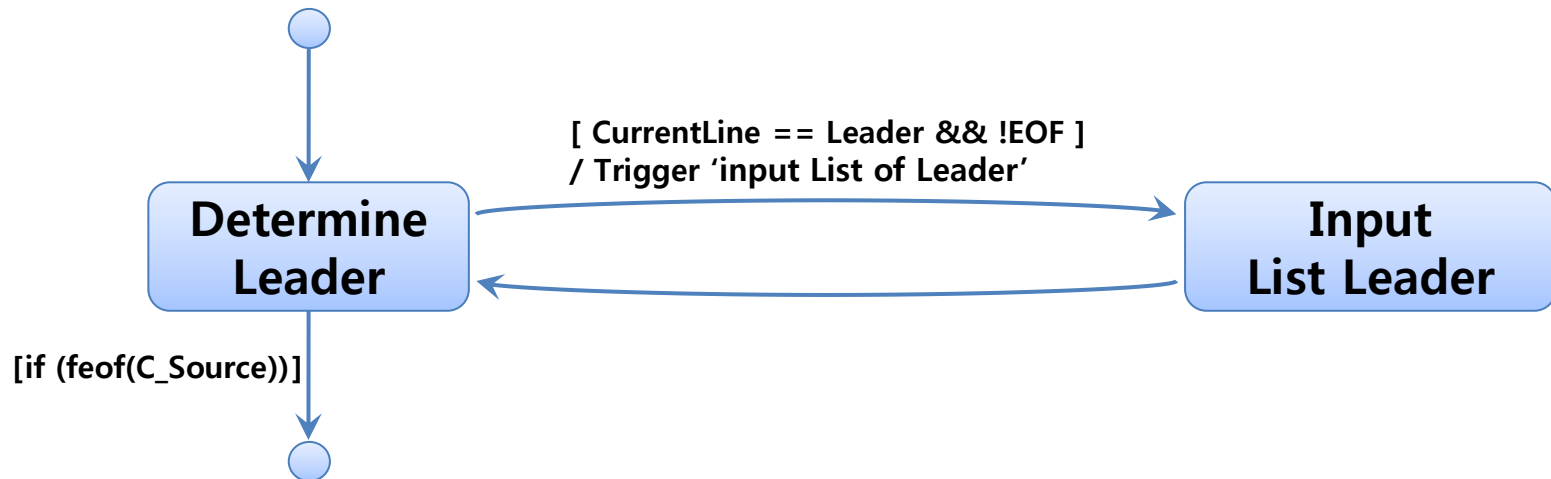 [ CurrentLine == Leader && !EOF ]
/ Trigger ‘input List of Leader’
Determine
Leader
Input
List Leader
[if (feof(C_Source))]